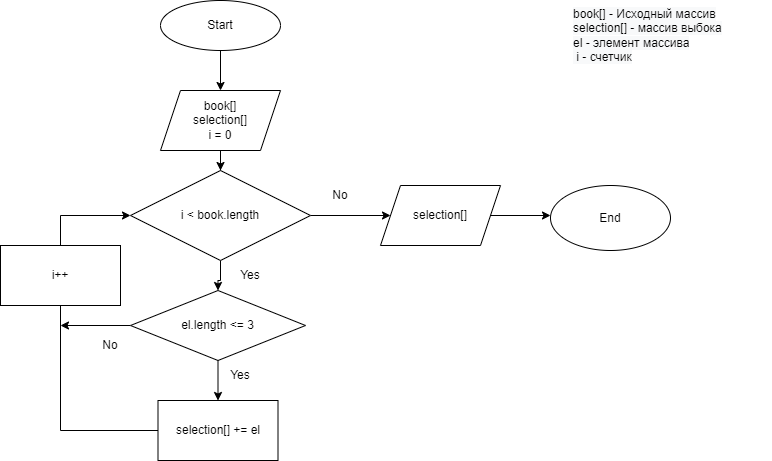 Start
book[] - Исходный массив
selection[] - массив выбока
el - элемент массива
i - счетчик
book[]
selection[]
i = 0
i < book.length
No
selection[]
End
i++
Yes
el.length <= 3
No
Yes
selection[] += el